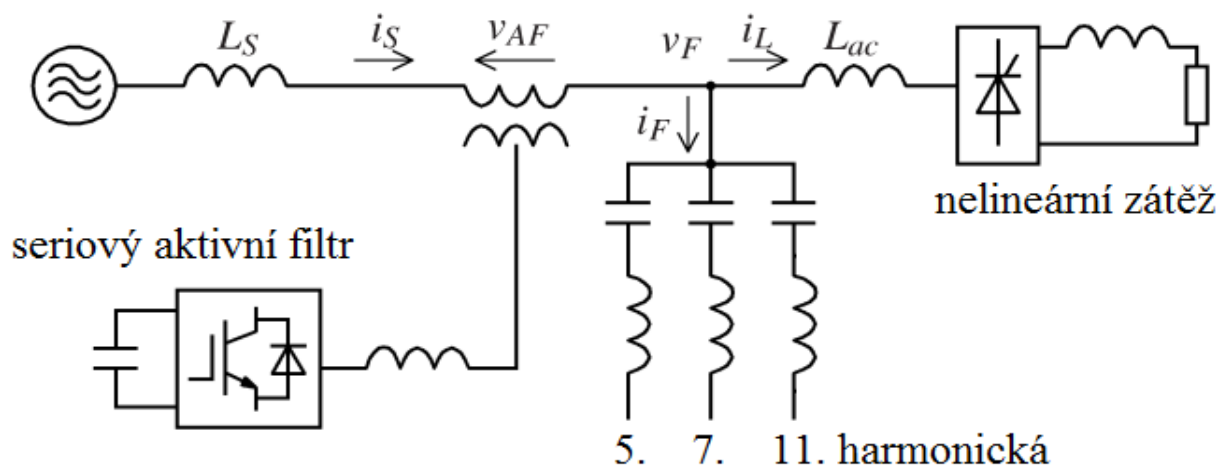 L_S
i_S
v_AF
v_F
i_L
L_ac
i_F
nelineární zátěž
seriový aktivní filtr
5. 7. 11. harmonická